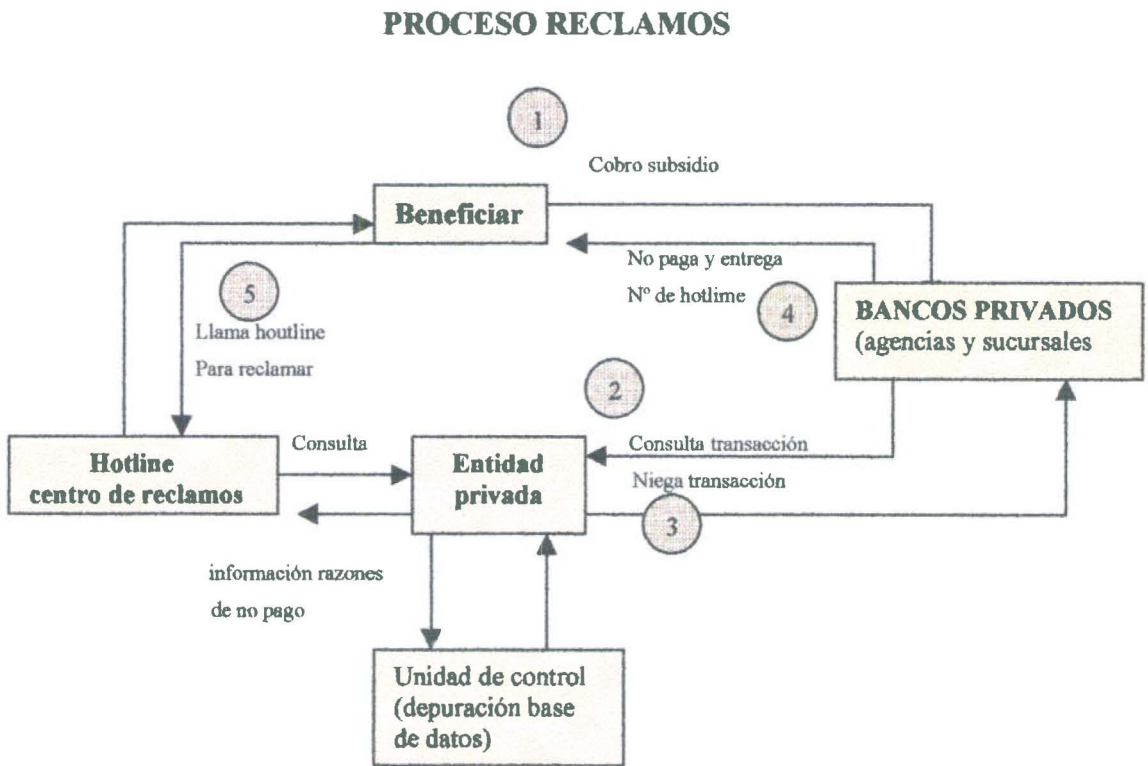 PROCESO RECLAMOS
1
Cobro subsidio
Beneficiar
No paga y entrega
Nº de hotlime
4
BANCOS PRIVADOS
(agencias y sucursales
5
Llama houtline
Para reclamar
2
Hotline
centro de reclamos
Consulta
Entidad
privada
Consulta transacción
Niega transacción
3
información razones
de no pago
Unidad de control
(depuración base
de datos)